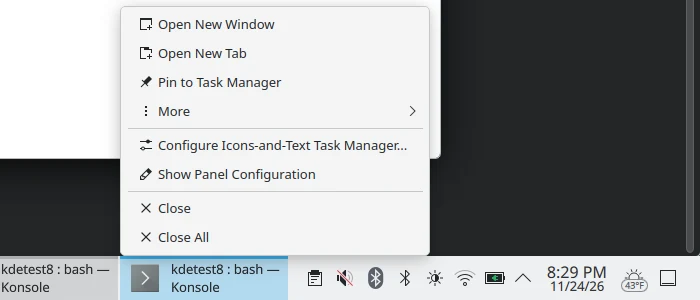 Open New Window
Open New Tab
Pin to Task Manager
More
Configure Icons-and-Text Task Manager...
Show Panel Configuration
Close
Close All
kdetest8 : bash —
Konsole
kdetest8 : bash —
Konsole
8:29 PM
11/24/26
43°F